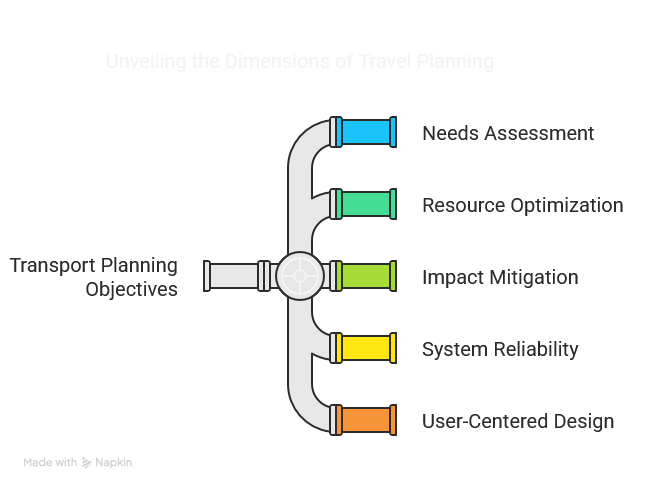 Unveiling the Dimensions of Travel Planning
Needs Assessment
Resource Optimization
Transport Planning
Objectives
Impact Mitigation
System Reliability
User-Centered Design
Made with Napkin